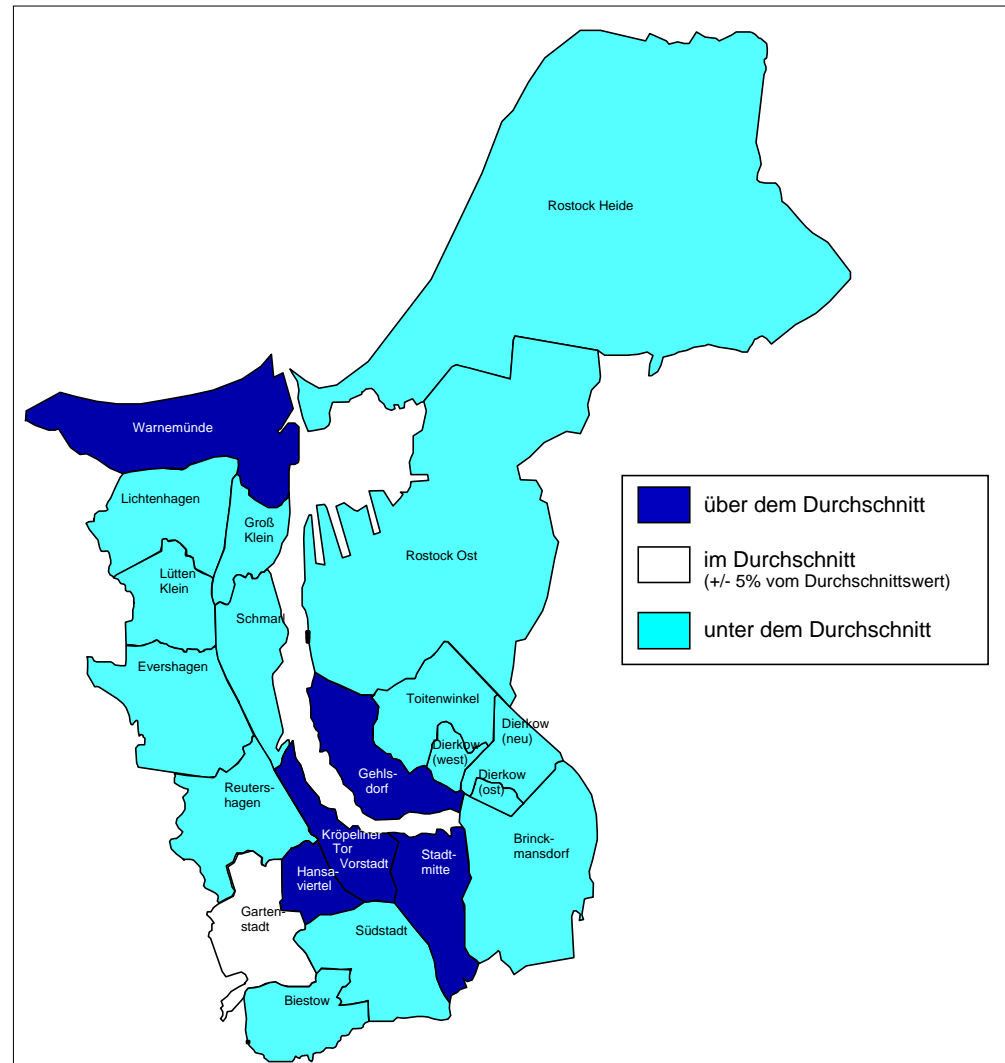 Rostock Heide
Warnemünde
Lichtenhagen
Groß
Klein
Rostock Ost
Lütten
Klein
Schmarl
Evershagen
Toitenwinkel
Dierkow
(neu)
Dierkow
(west)
Gehls-
dorf
Dierkow
(ost)
Reuters-
hagen
Kröpeliner
Tor
Vorstadt
Stadt-
mitte
Brinck-
mansdorf
Hansa-
viertel
Garten-
stadt
Südstadt
Biestow
über dem Durchschnitt
im Durchschnitt
(+/- 5% vom Durchschnittswert)
unter dem Durchschnitt